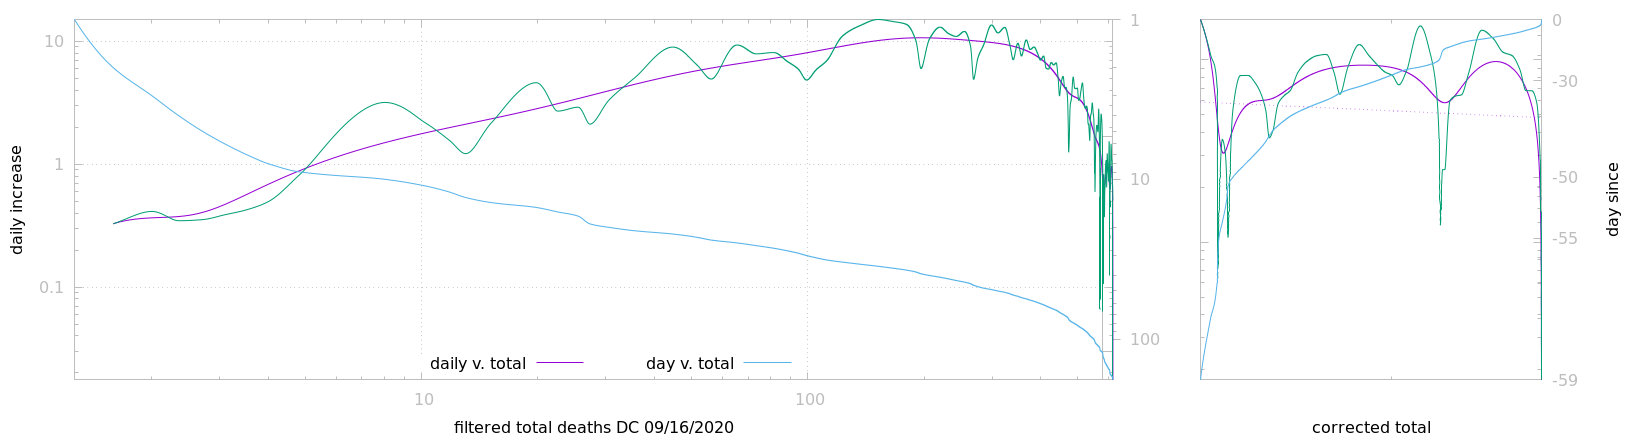 daily increase
10
1
0.1
1
10
100
daily v. total
day v. total
10
100
filtered total deaths DC 09/16/2020
0
-30
-50
-55
-59
day since
corrected total